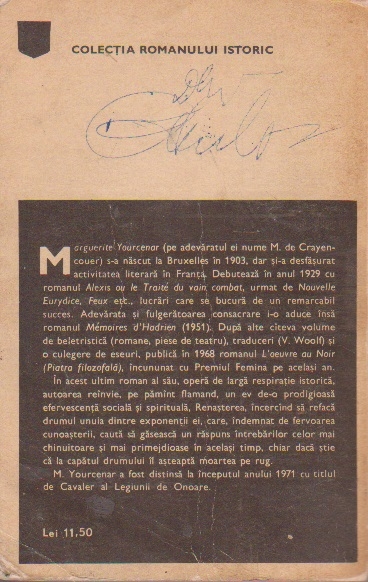 COLECȚIA ROMANULUI ISTORIC
Marguerite Yourcenar (pe adevăratul ei nume M. de Crayen-
couer) s-a născut la Bruxelles în 1903, dar și-a desfășurat
activitatea literară în Franța. Debutează în anul 1929 cu
romanul Alexis ou le Traité du vain combat, urmat de Nouvelle
Eurydice, Feux etc., lucrări care se bucură de un remarcabil
succes. Adevărata și fulgerătoarea consacrare i-o aduce însă
romanul Mémoires d'Hadrien (1951). După alte cîteva volume
de beletristică (romane, piese de teatru), traduceri (V. Woolf) și
o culegere de eseuri, publică în 1968 romanul L'oeuvre au Noir
(Piatra filozofală), încununat cu Premiul Femina pe același an.
În acest ultim roman al său, operă de largă respirație istorică,
autoarea reînvie, pe pămînt flamand, un ev de-o prodigioasă
efervescență socială și spirituală, Renașterea, încercînd să refacă
drumul unuia dintre exponenții ei, care, îndemnat de fervoarea
cunoașterii, caută să găsească un răspuns întrebărilor celor mai
chinuitoare și mai primejdioase în același timp, chiar dacă știe
că la capătul drumului îl așteaptă moartea pe rug.
M. Yourcenar a fost distinsă la începutul anului 1971 cu titlul
de Cavaler al Legiunii de Onoare.
Lei 11,50